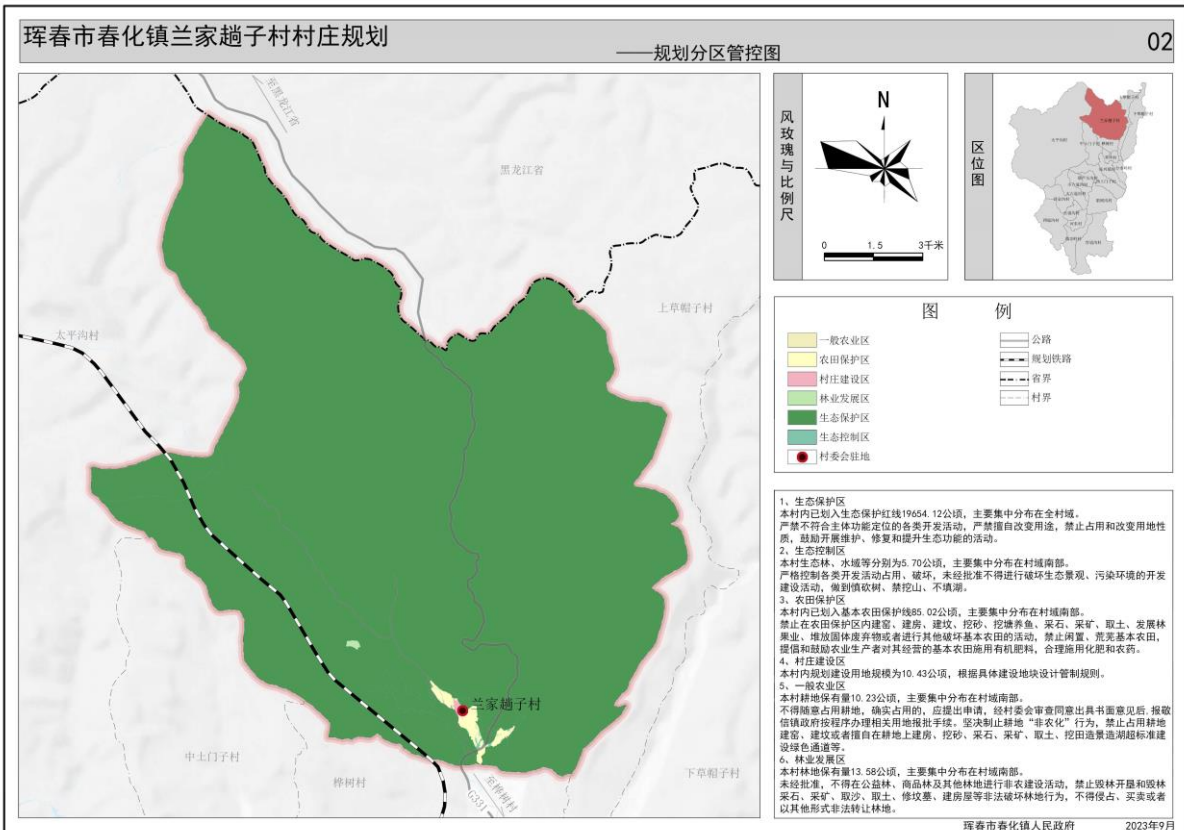 珲春市春化镇兰家趟子村村庄规划
——规划分区管控图
02
至黑龙江省
黑龙江省
上草帽子村
太平沟村
兰家趟子村
中土门子村
桦树村
至桦树村
G331
下草帽子村
风玫瑰与比例尺
N
0 1.5 3千米
区位图
图 例
一般农业区
农田保护区
村庄建设区
林业发展区
生态保护区
生态控制区
村委会驻地
公路
规划铁路
省界
村界
1、生态保护区
本村内已划入生态保护红线19654.12公顷，主要集中分布在全村域。
严禁不符合主体功能定位的各类开发活动，严禁擅自改变用途，禁止占用和改变用地性
质，鼓励开展维护、修复和提升生态功能的活动。
2、生态控制区
本村生态林、水域等分别为5.70公顷，主要集中分布在村域南部。
严格控制各类开发活动占用、破坏，未经批准不得进行破坏生态景观、污染环境的开发
建设活动，做到慎砍树、禁挖山、不填湖。
3、农田保护区
本村内已划入基本农田保护线85.02公顷，主要集中分布在村域南部。
禁止在农田保护区内建窑、建房、建坟、挖砂、挖塘养鱼、采石、采矿、取土、发展林
果业、堆放固体废弃物或者进行其他破坏基本农田的活动，禁止闲置、荒芜基本农田，
提倡和鼓励农业生产者对其经营的基本农田施用有机肥料，合理施用化肥和农药。
4、村庄建设区
本村内规划建设用地规模为10.43公顷，根据具体建设地块设计管制规则。
5、一般农业区
本村耕地保有量10.23公顷，主要集中分布在村域南部。
不得随意占用耕地，确实占用的，应提出申请，经村委会审查同意出具书面意见后.报敬
信镇政府按程序办理相关用地报批手续。坚决制止耕地“非农化”行为，禁止占用耕地
建窑、建坟或者擅自在耕地上建房、挖砂、采石、采矿、取土、挖田造景造湖超标准建
设绿色通道等。
6、林业发展区
本村林地保有量13.58公顷，主要集中分布在村域南部。
未经批准，不得在公益林、商品林及其他林地进行非农建设活动，禁止毁林开垦和毁林
采石、采矿、取沙、取土、修坟墓、建房屋等非法破坏林地行为，不得侵占、买卖或者
以其他形式非法转让林地。
珲春市春化镇人民政府 2023年9月